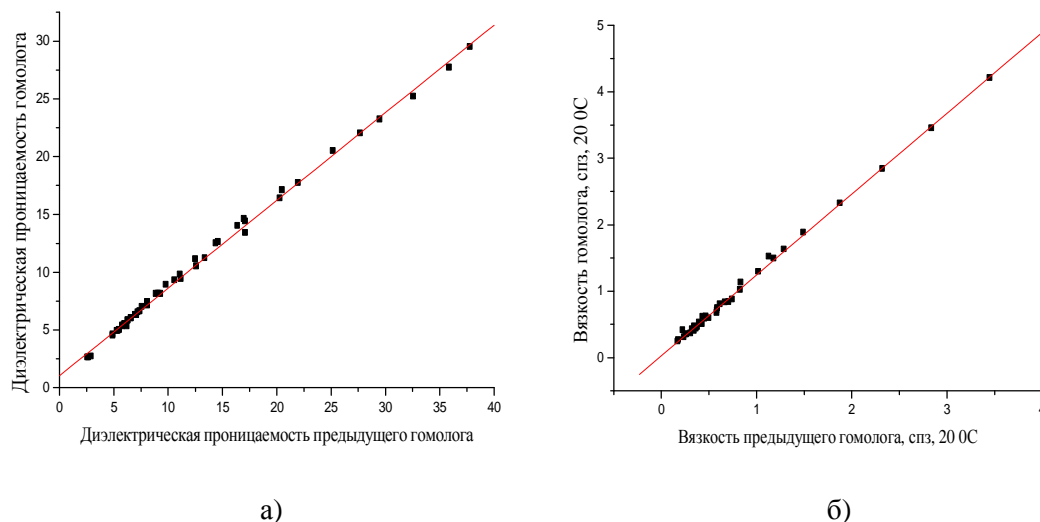 Диэлектрическая проницаемость гомолога
30
25
20
15
10
5
0
0 5 10 15 20 25 30 35 40
Диэлектрическая проницаемость предыдущего гомолога
а)
Вязкость гомолога, спз, 20 0С
5
4
3
2
1
0
0 1 2 3 4
Вязкость предыдущего гомолога, спз, 20 0С
б)